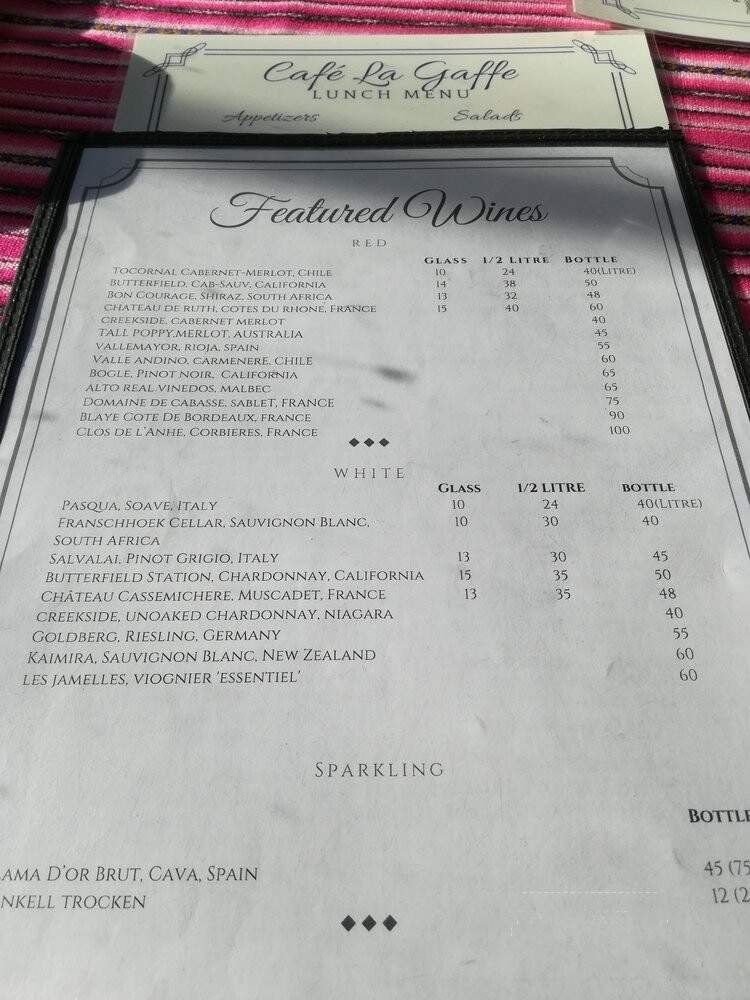 Café La Gaffe
LUNCH MENU
Appetizers Salads
Featured Wines
RED
GLASS 1/2 LITRE BOTTLE
TOCORNAL CABERNET-MERLOT, CHILE 10 24 40(LITRE)
BUTTERFIELD, CAB-SAUV, CALIFORNIA 14 38 50
BON COURAGE, SHIRAZ, SOUTH AFRICA 13 32 48
CHATEAU DE RUTH, COTES DU RHONE, FRANCE 15 40 60
CREEKSIDE, CABERNET MERLOT 40
TALL POPPY,MERLOT, AUSTRALIA 45
VALLEMAYOR, RIOJA, SPAIN 55
VALLE ANDINO, CARMENERE, CHILE 60
BOGLE, PINOT NOIR, CALIFORNIA 65
ALTO REAL VINEDOS, MALBEC 65
DOMAINE DE CABASSE, SABLET, FRANCE 75
BLAYE COTE DE BORDEAUX, FRANCE 90
CLOS DE L'ANHE, CORBIERES, FRANCE 100
WHITE
GLASS 1/2 LITRE BOTTLE
PASQUA, SOAVE, ITALY 10 24 40(LITRE)
FRANSCHHOEK CELLAR, SAUVIGNON BLANC, 10 30 40
SOUTH AFRICA
SALVALAI, PINOT GRIGIO, ITALY 13 30 45
BUTTERFIELD STATION, CHARDONNAY, CALIFORNIA 15 35 50
CHÂTEAU CASSEMICHERE, MUSCADET, FRANCE 13 35 48
CREEKSIDE, UNOAKED CHARDONNAY, NIAGARA 40
GOLDBERG, RIESLING, GERMANY 55
KAIMIRA, SAUVIGNON BLANC, NEW ZEALAND 60
LES JAMELLES, VIOGNIER 'ESSENTIEL' 60
SPARKLING
BOTTLE
AMA D'OR BRUT, CAVA, SPAIN 45 (75
NKELL TROCKEN 12 (2